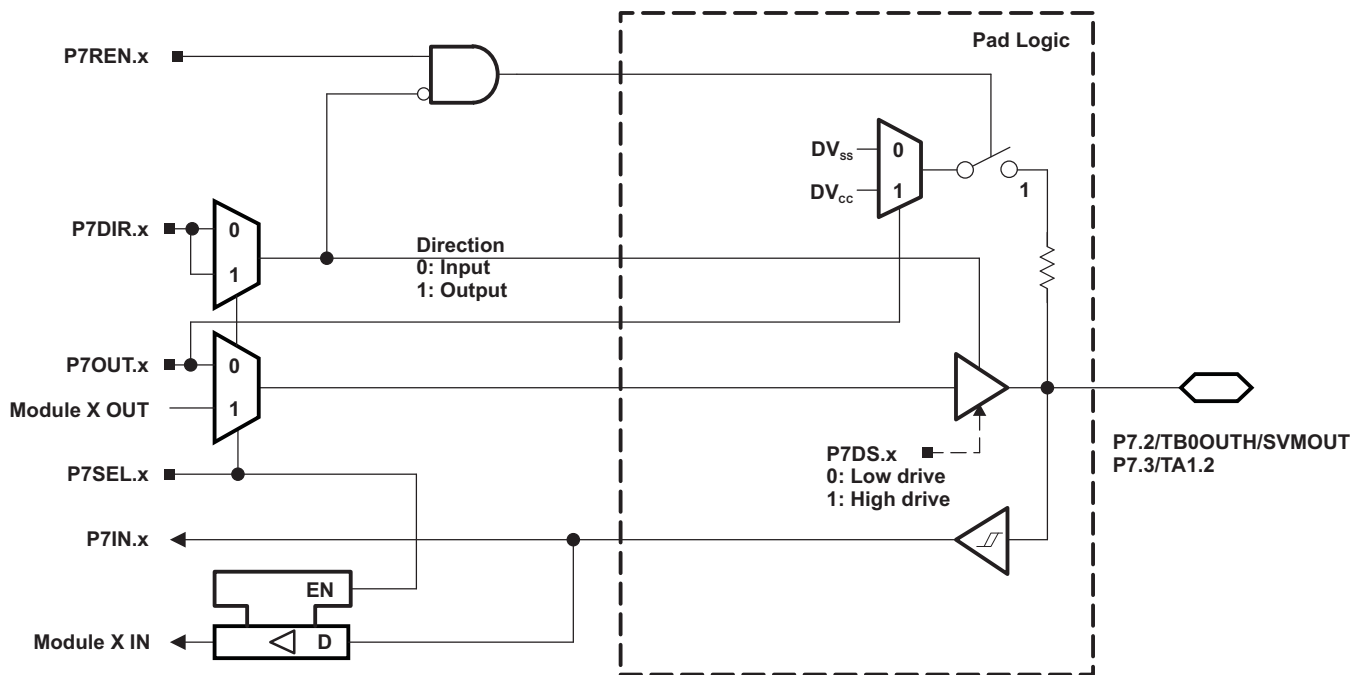 Pad Logic
P7REN.x
DVSS
0
DVCC
1
1
P7DIR.x
0
1
Direction
0: Input
1: Output
P7OUT.x
0
Module X OUT
1
P7SEL.x
P7DS.x
0: Low drive
1: High drive
P7.2/TB0OUTH/SVMOUT
P7.3/TA1.2
P7IN.x
EN
Module X IN
D